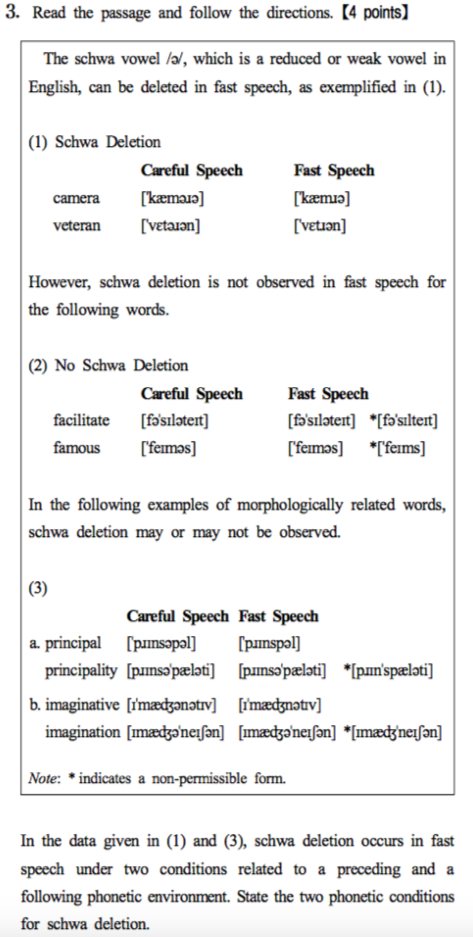 3. Read the passage and follow the directions. 【4 points】
The schwa vowel /ə/, which is a reduced or weak vowel in
English, can be deleted in fast speech, as exemplified in (1).
(1) Schwa Deletion
Careful Speech Fast Speech
camera [ˈkæməɹə] [ˈkæmɹə]
veteran [ˈvɛtəɹən] [ˈvɛtɹən]
However, schwa deletion is not observed in fast speech for
the following words.
(2) No Schwa Deletion
Careful Speech Fast Speech
facilitate [fəˈsɪləteɪt] [fəˈsɪləteɪt] *[fəˈsɪlteɪt]
famous [ˈfeɪməs] [ˈfeɪməs] *[ˈfeɪms]
In the following examples of morphologically related words,
schwa deletion may or may not be observed.
(3)
Careful Speech Fast Speech
a. principal [ˈpɹɪnsəpəl] [ˈpɹɪnspəl]
principality [pɹɪnsəˈpæləti] [pɹɪnsəˈpæləti] *[pɹɪnˈspæləti]
b. imaginative [ɪˈmædʒənətɪv] [ɪˈmædʒnətɪv]
imagination [ɪmædʒəˈneɪʃən] [ɪmædʒəˈneɪʃən] *[ɪmædʒˈneɪʃən]
Note: * indicates a non-permissible form.
In the data given in (1) and (3), schwa deletion occurs in fast
speech under two conditions related to a preceding and a
following phonetic environment. State the two phonetic conditions
for schwa deletion.